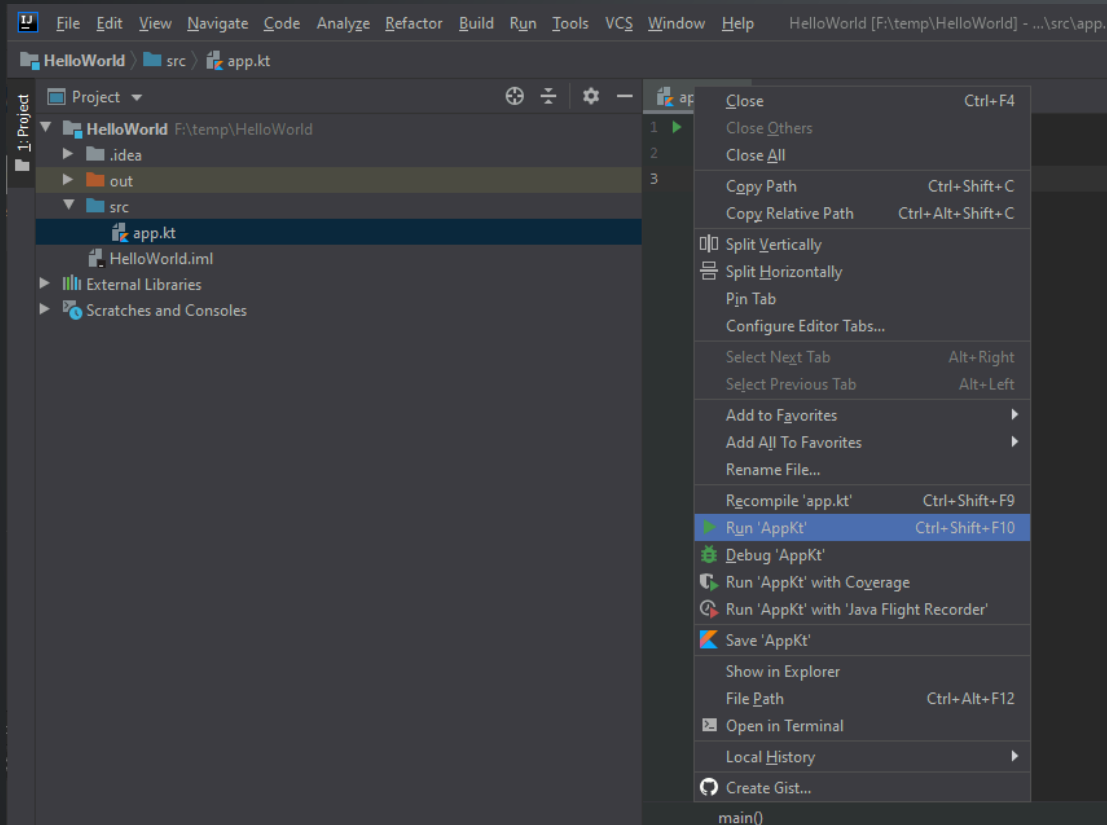 IJ File Edit View Navigate Code Analyze Refactor Build Run Tools VCS Window Help HelloWorld [F:\temp\HelloWorld] - ...\src\app.
HelloWorld src app.kt
1: Project
Project
HelloWorld F:\temp\HelloWorld
.idea
out
src
app.kt
HelloWorld.iml
External Libraries
Scratches and Consoles
ap
1
2
3
Close Ctrl+F4
Close Others
Close All
Copy Path Ctrl+Shift+C
Copy Relative Path Ctrl+Alt+Shift+C
Split Vertically
Split Horizontally
Pin Tab
Configure Editor Tabs...
Select Next Tab Alt+Right
Select Previous Tab Alt+Left
Add to Favorites
Add All To Favorites
Rename File...
Recompile 'app.kt' Ctrl+Shift+F9
Run 'AppKt' Ctrl+Shift+F10
Debug 'AppKt'
Run 'AppKt' with Coverage
Run 'AppKt' with 'Java Flight Recorder'
Save 'AppKt'
Show in Explorer
File Path Ctrl+Alt+F12
Open in Terminal
Local History
Create Gist...
main()